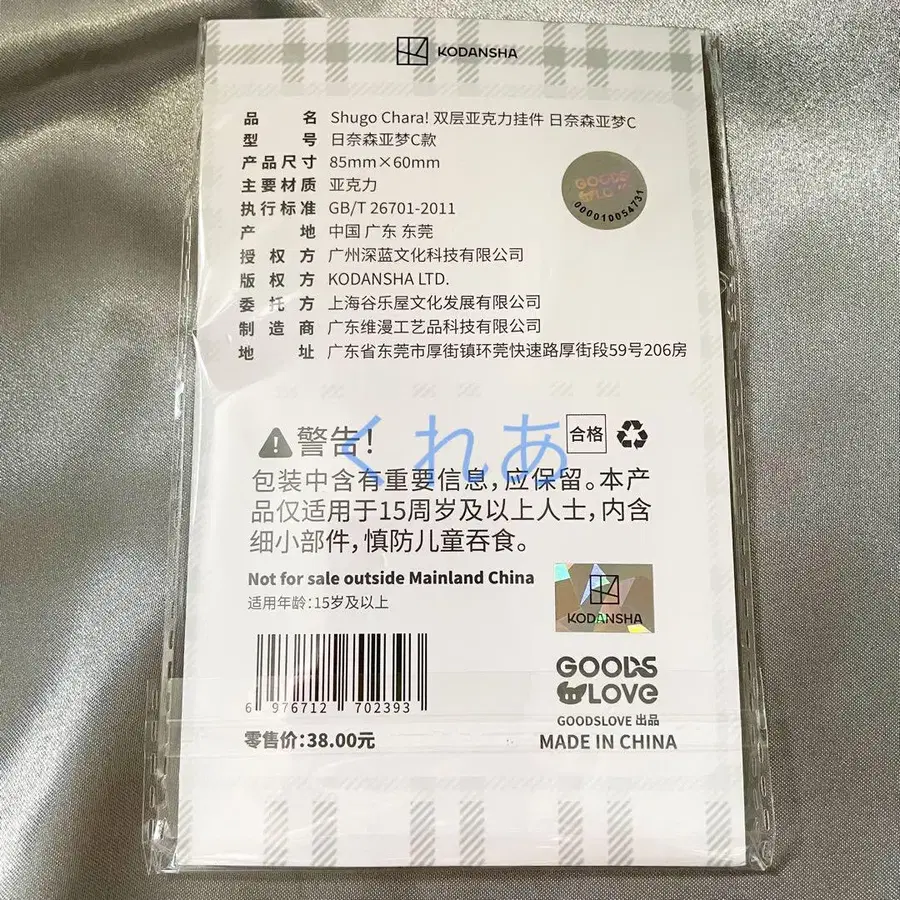 KODANSHA
品名 Shugo Chara! 双层亚克力挂件 日奈森亚梦C
型号 日奈森亚梦C款
产品尺寸 85mm×60mm
主要材质 亚克力
执行标准 GB/T 26701-2011
产地 中国 广东 东莞
授权方 广州深蓝文化科技有限公司
版权方 KODANSHA LTD.
委托方 上海谷乐屋文化发展有限公司
制造商 广东维漫工艺品科技有限公司
地址 广东省东莞市厚街镇环莞快速路厚街段59号206房
GOODS
LOVE
000010054731
警告!
くれあ
合格
包装中含有重要信息,应保留。本产
品仅适用于15周岁及以上人士,内含
细小部件,慎防儿童吞食。
Not for sale outside Mainland China
适用年龄:15岁及以上
KODANSHA
6 976712 702393
零售价:38.00元
GOODS
LOVE
GOODSLOVE 出品
MADE IN CHINA